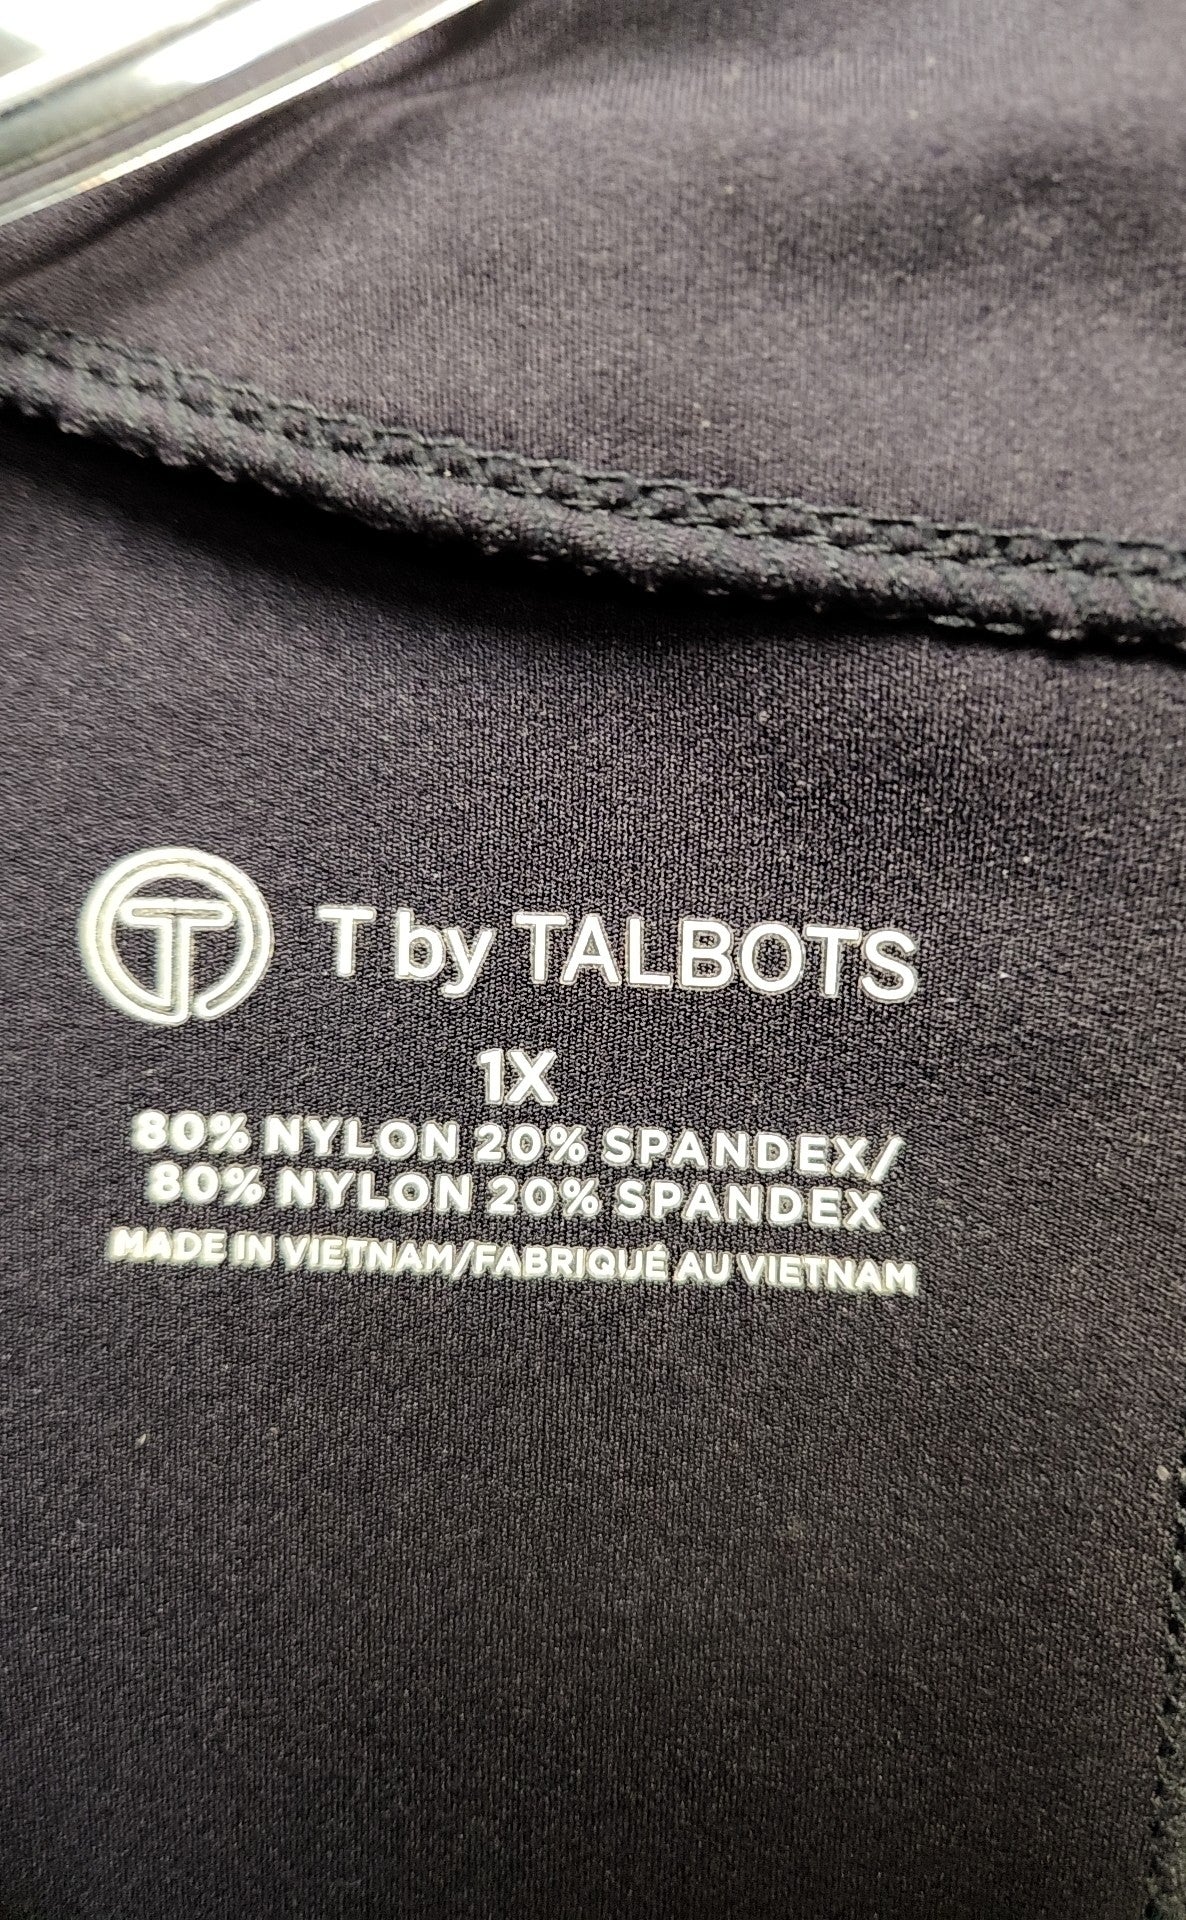 T T by TALBOTS
1X
80% NYLON 20% SPANDEX/
80% NYLON 20% SPANDEX
MADE IN VIETNAM/FABRIQUÉ AU VIETNAM